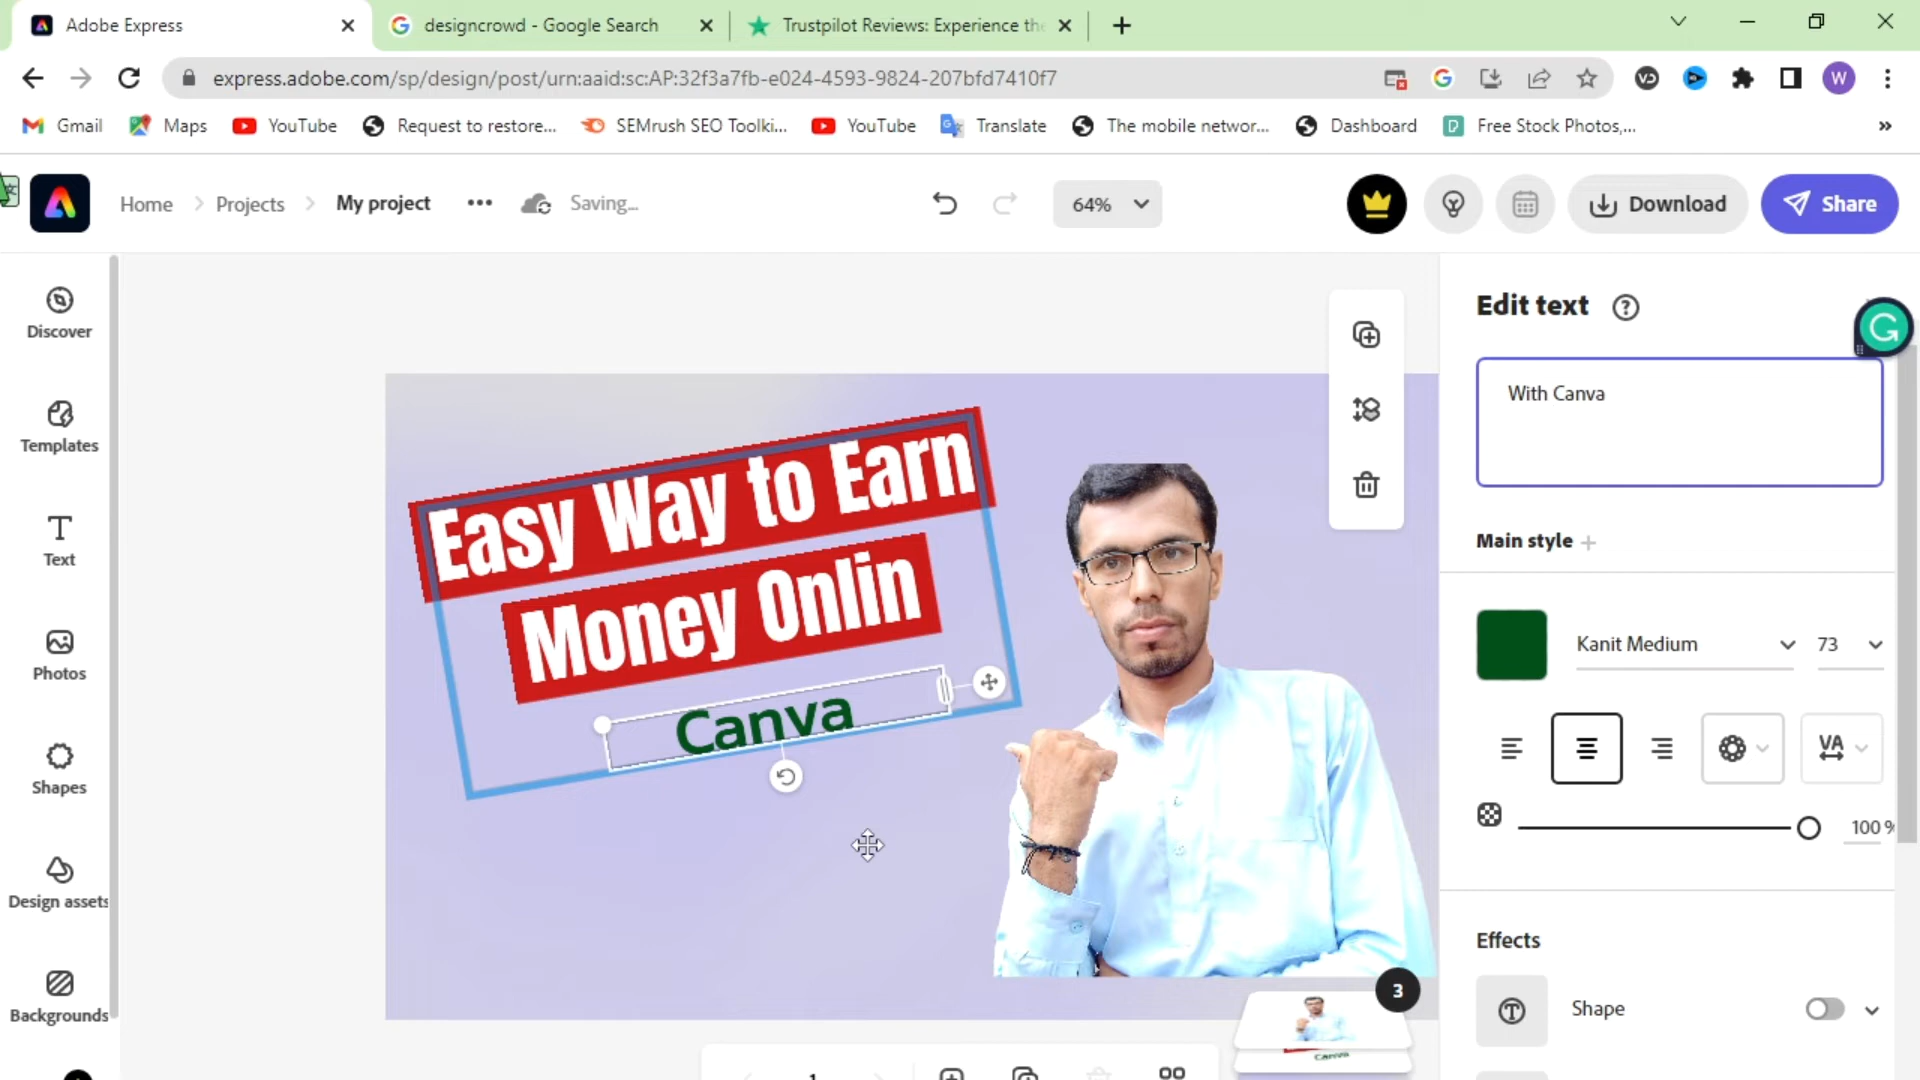 Adobe Express
designcrowd - Google Search
Trustpilot Reviews: Experience the
express.adobe.com/sp/design/post/urn:aaid:sc:AP:32f3a7fb-e024-4593-9824-207bfd7410f7
W
Gmail
Maps
YouTube
Request to restore...
SEMrush SEO Toolki...
YouTube
Translate
The mobile networ...
Dashboard
Free Stock Photos,...
»
Home
Projects
My project
Saving...
64%
Download
Share
Discover
Templates
Text
Photos
Shapes
Design assets
Backgrounds
Easy Way to Earn
Money Onlin
Canva
3
Canva
1
Edit text
With Canva
Main style
Kanit Medium
73
VA
100 %
Effects
Shape